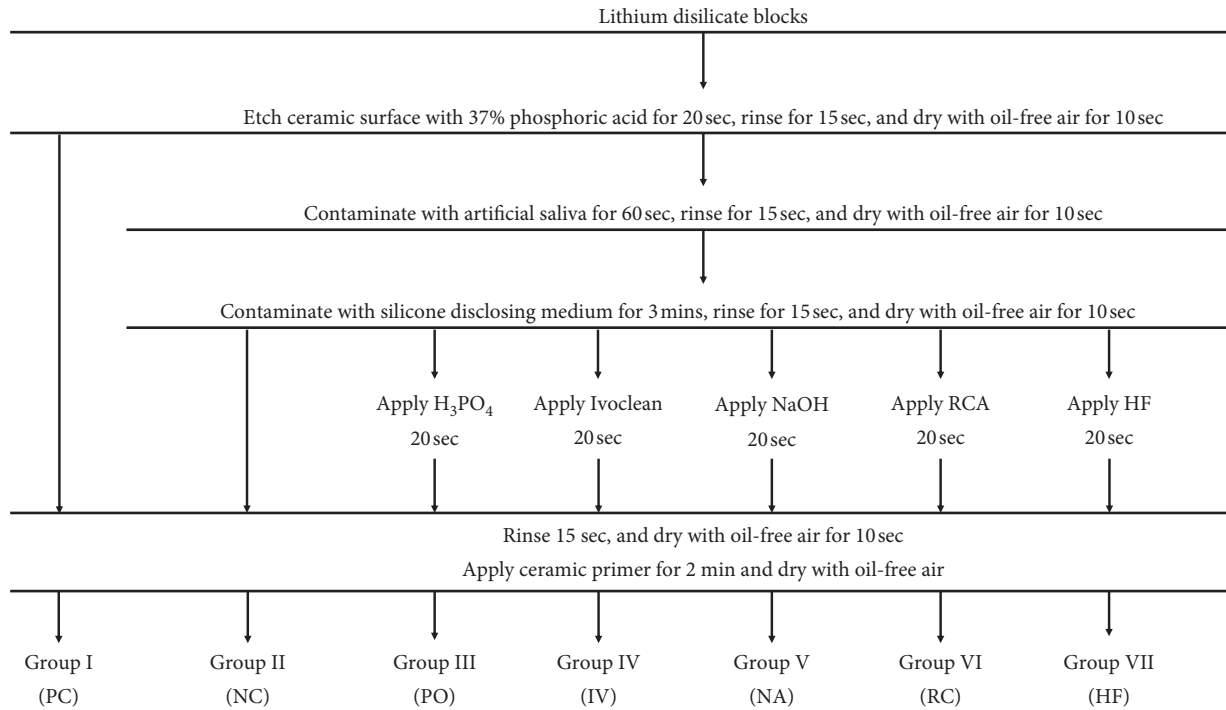 Lithium disilicate blocks
Etch ceramic surface with 37% phosphoric acid for 20 sec, rinse for 15 sec, and dry with oil-free air for 10 sec
Contaminate with artificial saliva for 60 sec, rinse for 15 sec, and dry with oil-free air for 10 sec
Contaminate with silicone disclosing medium for 3 mins, rinse for 15 sec, and dry with oil-free air for 10 sec
Apply H₃PO₄ Apply Ivoclean Apply NaOH Apply RCA Apply HF
20 sec 20 sec 20 sec 20 sec 20 sec
Rinse 15 sec, and dry with oil-free air for 10 sec
Apply ceramic primer for 2 min and dry with oil-free air
Group I Group II Group III Group IV Group V Group VI Group VII
(PC) (NC) (PO) (IV) (NA) (RC) (HF)